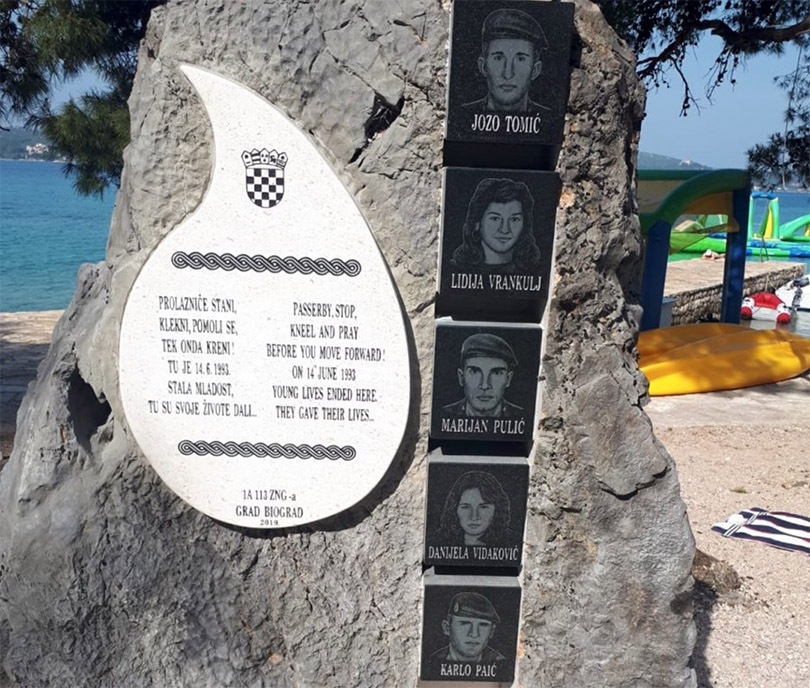 PROLAZNIČE STANI,
KLEKNI, POMOLI SE,
TEK ONDA KRENI!
TU JE 14.6.1993.
STALA MLADOST,
TU SU SVOJE ŽIVOTE DALI...
PASSERBY, STOP,
KNEEL AND PRAY
BEFORE YOU MOVE FORWARD!
ON 14th JUNE 1993
YOUNG LIVES ENDED HERE.
THEY GAVE THEIR LIVES...
1A 113 ZNG -a
GRAD BIOGRAD
2019.
JOZO TOMIĆ
LIDIJA VRANKULJ
MARIJAN PULIĆ
DANIJELA VIDAKOVIĆ
KARLO PAIĆ